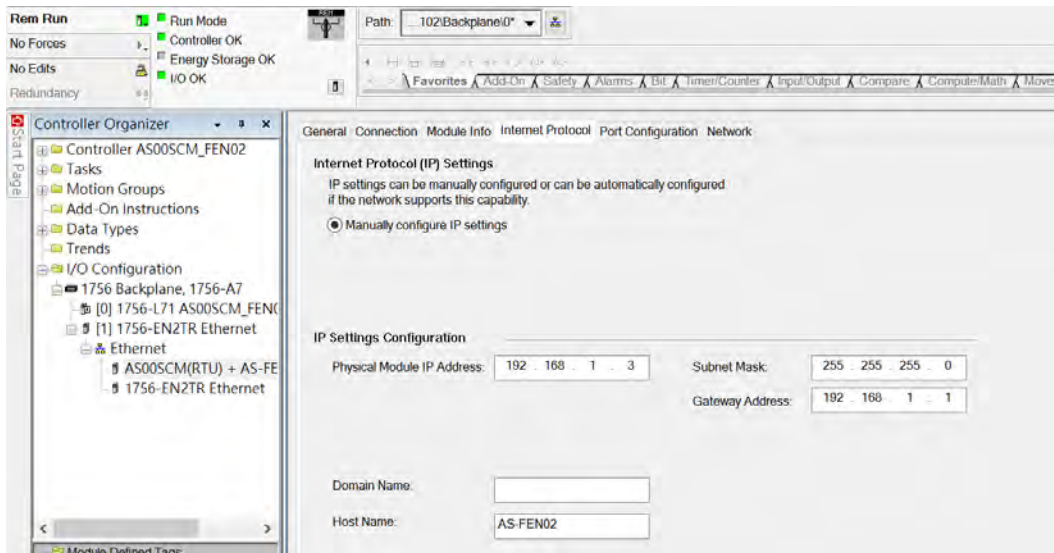 Rem Run
Run Mode
Path: ...102\Backplane\0*
No Forces
Controller OK
Energy Storage OK
No Edits
I/O OK
Redundancy
Favorites Add-On Safety Alarms Bit Timer/Counter Input/Output Compare Compute/Math Move
Start Page
Controller Organizer
Controller AS00SCM_FEN02
Tasks
Motion Groups
Add-On Instructions
Data Types
Trends
I/O Configuration
1756 Backplane, 1756-A7
[0] 1756-L71 AS00SCM_FEN(
[1] 1756-EN2TR Ethernet
Ethernet
AS00SCM(RTU) + AS-FE
1756-EN2TR Ethernet
Module Defined Tags
General Connection Module Info Internet Protocol Port Configuration Network
Internet Protocol (IP) Settings
IP settings can be manually configured or can be automatically configured
if the network supports this capability.
Manually configure IP settings
IP Settings Configuration
Physical Module IP Address: 192 . 168 . 1 . 3
Subnet Mask: 255 . 255 . 255 . 0
Gateway Address: 192 . 168 . 1 . 1
Domain Name:
Host Name: AS-FEN02